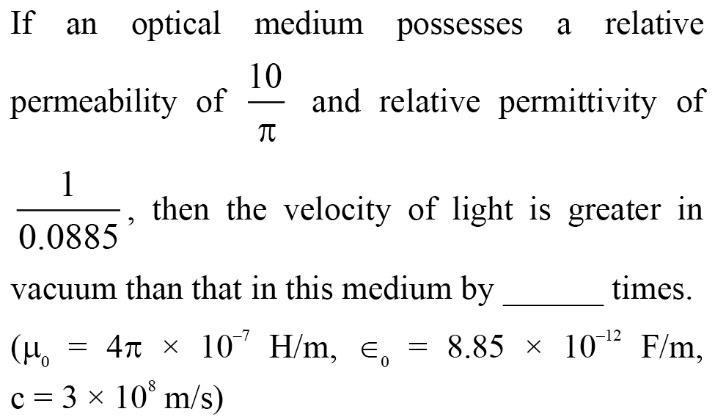 If an optical medium possesses a relative
permeability of 10/π and relative permittivity of
1/0.0885, then the velocity of light is greater in
vacuum than that in this medium by ______ times.
(μ₀ = 4π × 10⁻⁷ H/m, ∈₀ = 8.85 × 10⁻¹² F/m,
c = 3 × 10⁸ m/s)